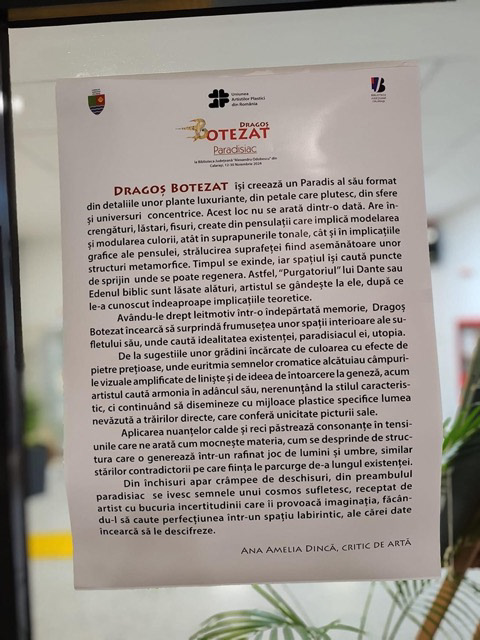 Uniunea
Artiștilor Plastici
din România
DRAGOȘ
BOTEZAT
Paradisiac
la Biblioteca Județeană "Alexandru Odobescu" din
Călărași, 12-30 Noiembrie 2024
DRAGOȘ BOTEZAT își creează un Paradis al său format
din detaliile unor plante luxuriante, din petale care plutesc, din sfere
și universuri concentrice. Acest loc nu se arată dintr-o dată. Are în-
crengături, lăstari, fisuri, create din pensulații care implică modelarea
și modularea culorii, atât în suprapunerile tonale, cât și în implicațiile
grafice ale pensulei, strălucirea suprafeței fiind asemănătoare unor
structuri metamorfice. Timpul se exinde, iar spațiul își caută puncte
de sprijin unde se poate regenera. Astfel, "Purgatoriul" lui Dante sau
Edenul biblic sunt lăsate alături, artistul se gândește la ele, după ce
le-a cunoscut îndeaproape implicațiile teoretice.
Avându-le drept leitmotiv într-o îndepărtată memorie, Dragoș
Botezat încearcă să surprindă frumusețea unor spații interioare ale su-
fletului său, unde caută idealitatea existenței, paradisiacul ei, utopia.
De la sugestiile unor grădini încărcate de culoarea cu efecte de
pietre prețioase, unde euritmia semnelor cromatice alcătuiau câmpuri-
le vizuale amplificate de liniște și de ideea de întoarcere la geneză, acum
artistul caută armonia în adâncul său, nerenunțând la stilul caracteris-
tic, ci continuând să disemineze cu mijloace plastice specifice lumea
nevăzută a trăirilor directe, care conferă unicitate picturii sale.
Aplicarea nuanțelor calde și reci păstrează consonanțe în tensi-
unile care ne arată cum mocnește materia, cum se desprinde de struc-
tura care o generează într-un rafinat joc de lumini și umbre, similar
stărilor contradictorii pe care ființa le parcurge de-a lungul existenței.
Din închisuri apar crâmpee de deschisuri, din preambulul
paradisiac se ivesc semnele unui cosmos sufletesc, receptat de
artist cu bucuria incertitudinii care îi provoacă imaginația, făcân-
du-l să caute perfecțiunea într-un spațiu labirintic, ale cărei date
încearcă să le descifreze.
ANA AMELIA DINCĂ, CRITIC DE ARTĂ